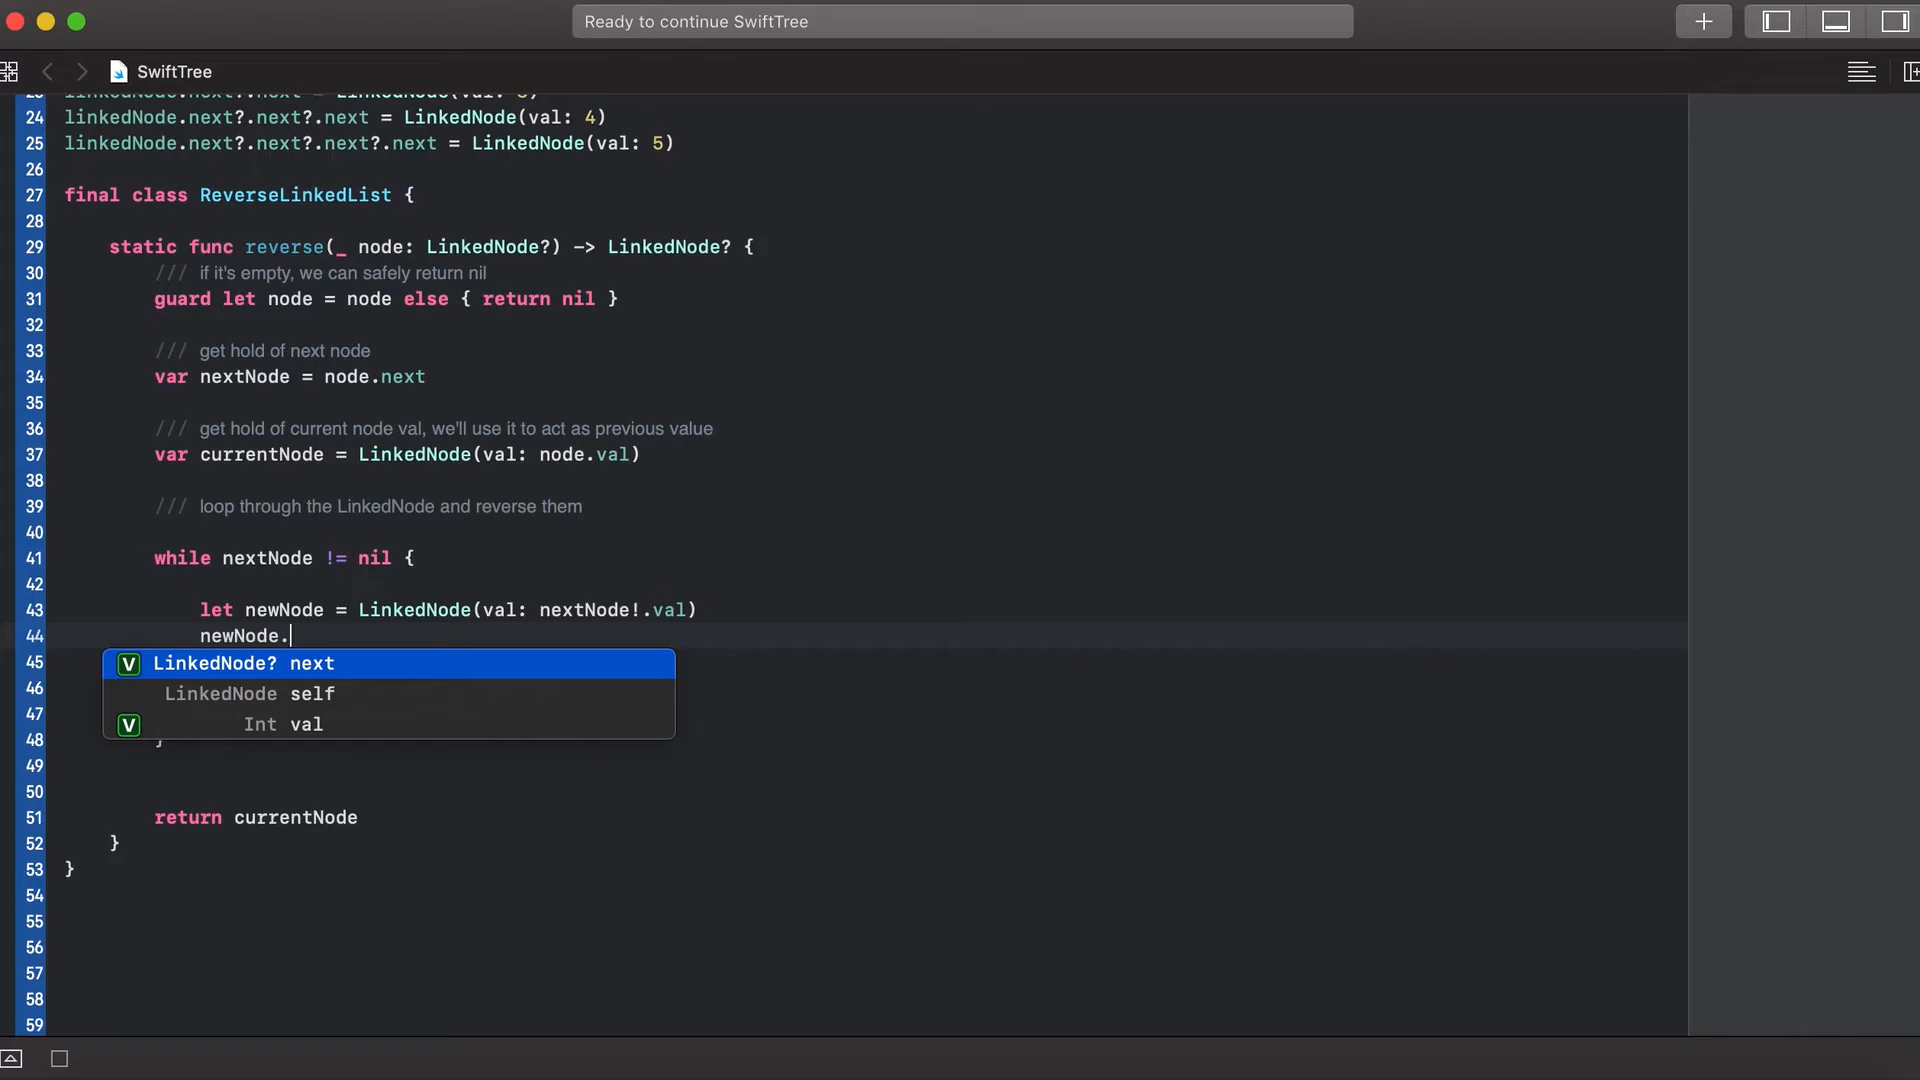 Ready to continue SwiftTree
SwiftTree
23 linkedNode.next?.next = LinkedNode(val: 3)
24 linkedNode.next?.next?.next = LinkedNode(val: 4)
25 linkedNode.next?.next?.next?.next = LinkedNode(val: 5)
26
27 final class ReverseLinkedList {
28
29 static func reverse(_ node: LinkedNode?) -> LinkedNode? {
30 /// if it's empty, we can safely return nil
31 guard let node = node else { return nil }
32
33 /// get hold of next node
34 var nextNode = node.next
35
36 /// get hold of current node val, we'll use it to act as previous value
37 var currentNode = LinkedNode(val: node.val)
38
39 /// loop through the LinkedNode and reverse them
40
41 while nextNode != nil {
42
43 let newNode = LinkedNode(val: nextNode!.val)
44 newNode.
45 V LinkedNode? next
46 LinkedNode self
47 V Int val
48 }
49
50
51 return currentNode
52 }
53 }
54
55
56
57
58
59